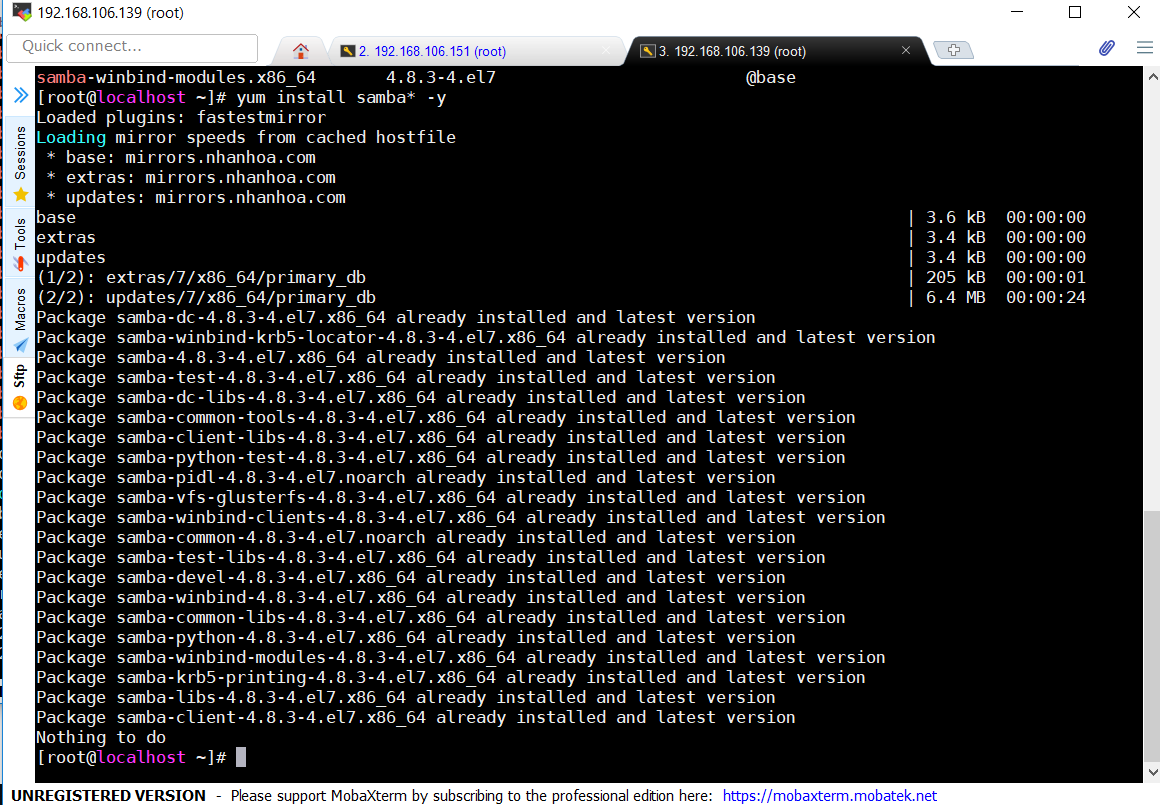 192.168.106.139 (root)
Quick connect...
2. 192.168.106.151 (root)
3. 192.168.106.139 (root)
Sessions
Tools
Macros
Sftp
samba-winbind-modules.x86_64 4.8.3-4.el7 @base
[root@localhost ~]# yum install samba* -y
Loaded plugins: fastestmirror
Loading mirror speeds from cached hostfile
* base: mirrors.nhanhoa.com
* extras: mirrors.nhanhoa.com
* updates: mirrors.nhanhoa.com
base | 3.6 kB 00:00:00
extras | 3.4 kB 00:00:00
updates | 3.4 kB 00:00:00
(1/2): extras/7/x86_64/primary_db | 205 kB 00:00:01
(2/2): updates/7/x86_64/primary_db | 6.4 MB 00:00:24
Package samba-dc-4.8.3-4.el7.x86_64 already installed and latest version
Package samba-winbind-krb5-locator-4.8.3-4.el7.x86_64 already installed and latest version
Package samba-4.8.3-4.el7.x86_64 already installed and latest version
Package samba-test-4.8.3-4.el7.x86_64 already installed and latest version
Package samba-dc-libs-4.8.3-4.el7.x86_64 already installed and latest version
Package samba-common-tools-4.8.3-4.el7.x86_64 already installed and latest version
Package samba-client-libs-4.8.3-4.el7.x86_64 already installed and latest version
Package samba-python-test-4.8.3-4.el7.x86_64 already installed and latest version
Package samba-pidl-4.8.3-4.el7.noarch already installed and latest version
Package samba-vfs-glusterfs-4.8.3-4.el7.x86_64 already installed and latest version
Package samba-winbind-clients-4.8.3-4.el7.x86_64 already installed and latest version
Package samba-common-4.8.3-4.el7.noarch already installed and latest version
Package samba-test-libs-4.8.3-4.el7.x86_64 already installed and latest version
Package samba-devel-4.8.3-4.el7.x86_64 already installed and latest version
Package samba-winbind-4.8.3-4.el7.x86_64 already installed and latest version
Package samba-common-libs-4.8.3-4.el7.x86_64 already installed and latest version
Package samba-python-4.8.3-4.el7.x86_64 already installed and latest version
Package samba-winbind-modules-4.8.3-4.el7.x86_64 already installed and latest version
Package samba-krb5-printing-4.8.3-4.el7.x86_64 already installed and latest version
Package samba-libs-4.8.3-4.el7.x86_64 already installed and latest version
Package samba-client-4.8.3-4.el7.x86_64 already installed and latest version
Nothing to do
[root@localhost ~]#
UNREGISTERED VERSION - Please support MobaXterm by subscribing to the professional edition here: https://mobaxterm.mobatek.net